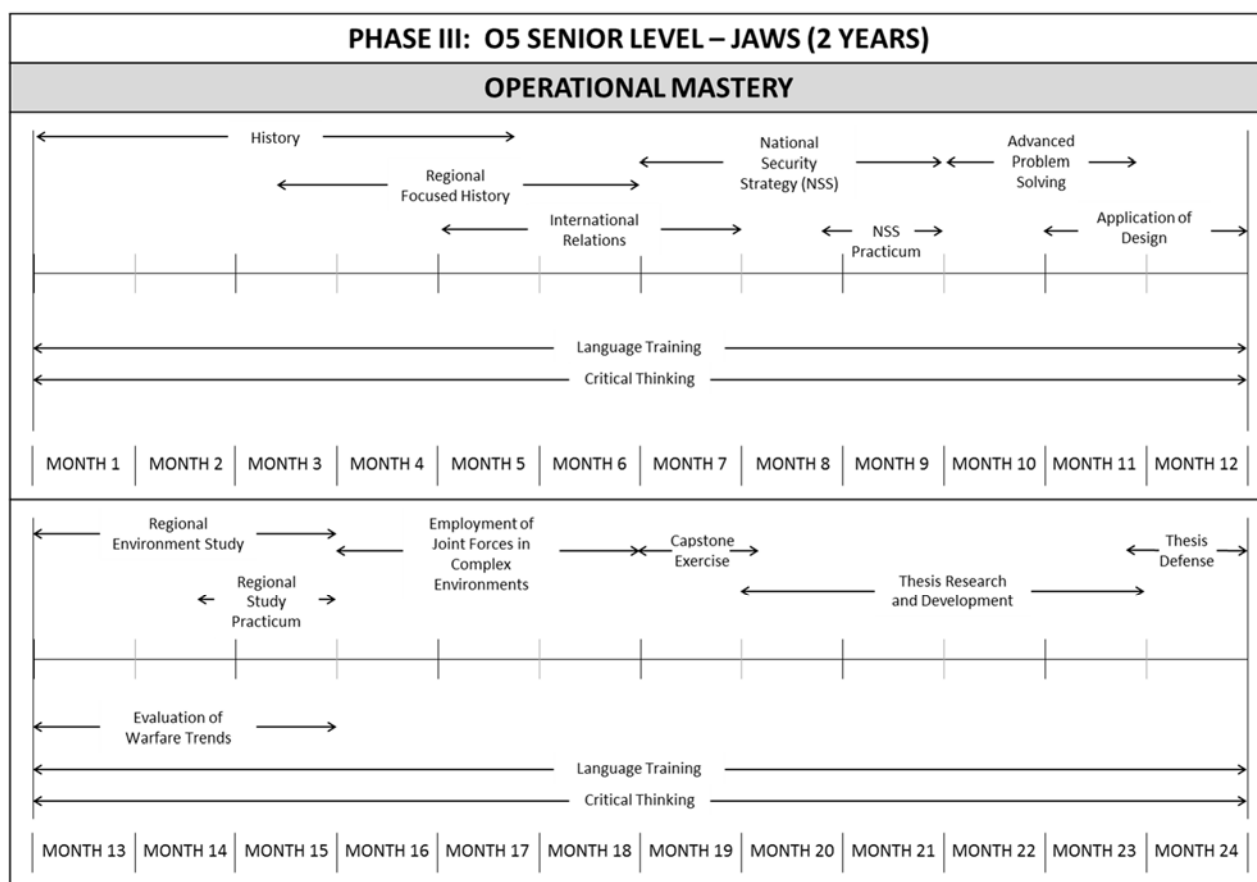 PHASE III: O5 SENIOR LEVEL – JAWS (2 YEARS)
OPERATIONAL MASTERY
History
Regional
Focused History
International
Relations
National
Security
Strategy (NSS)
NSS
Practicum
Advanced
Problem
Solving
Application of
Design
Language Training
Critical Thinking
MONTH 1 MONTH 2 MONTH 3 MONTH 4 MONTH 5 MONTH 6 MONTH 7 MONTH 8 MONTH 9 MONTH 10 MONTH 11 MONTH 12
Regional
Environment Study
Regional
Study
Practicum
Employment of
Joint Forces in
Complex
Environments
Capstone
Exercise
Thesis Research
and Development
Thesis
Defense
Evaluation of
Warfare Trends
Language Training
Critical Thinking
MONTH 13 MONTH 14 MONTH 15 MONTH 16 MONTH 17 MONTH 18 MONTH 19 MONTH 20 MONTH 21 MONTH 22 MONTH 23 MONTH 24